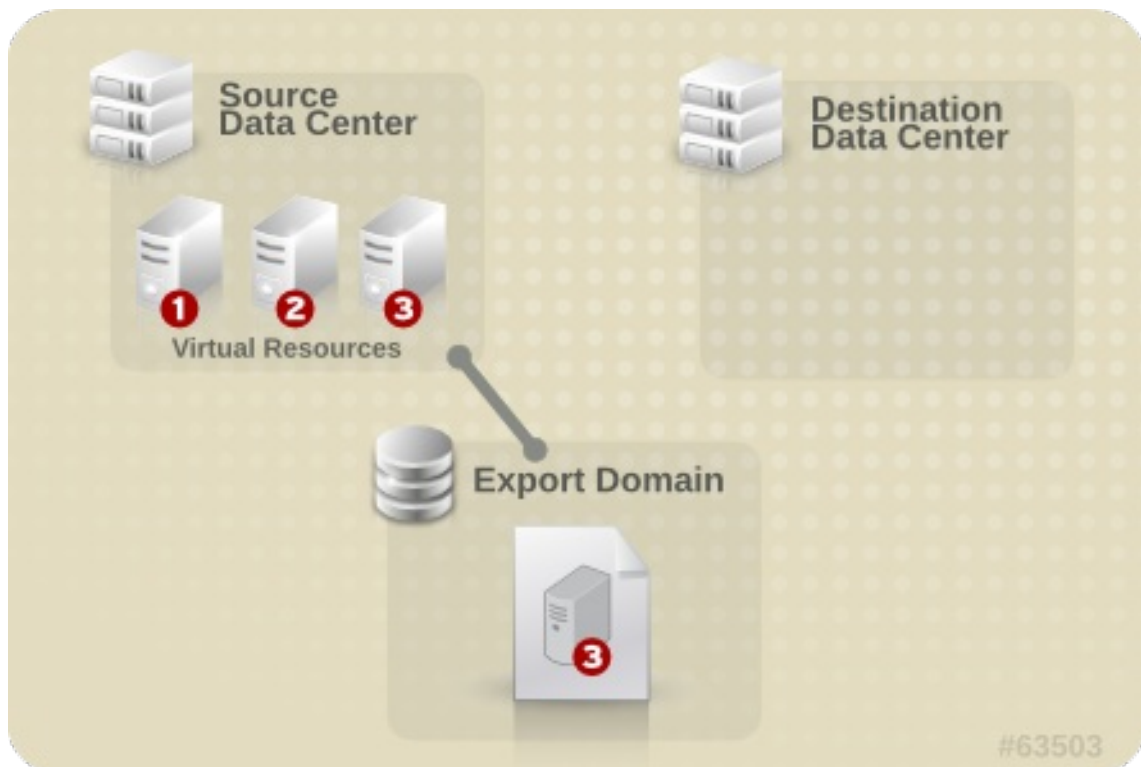 Source
Data Center
Destination
Data Center
1 2 3
Virtual Resources
Export Domain
3
#63503